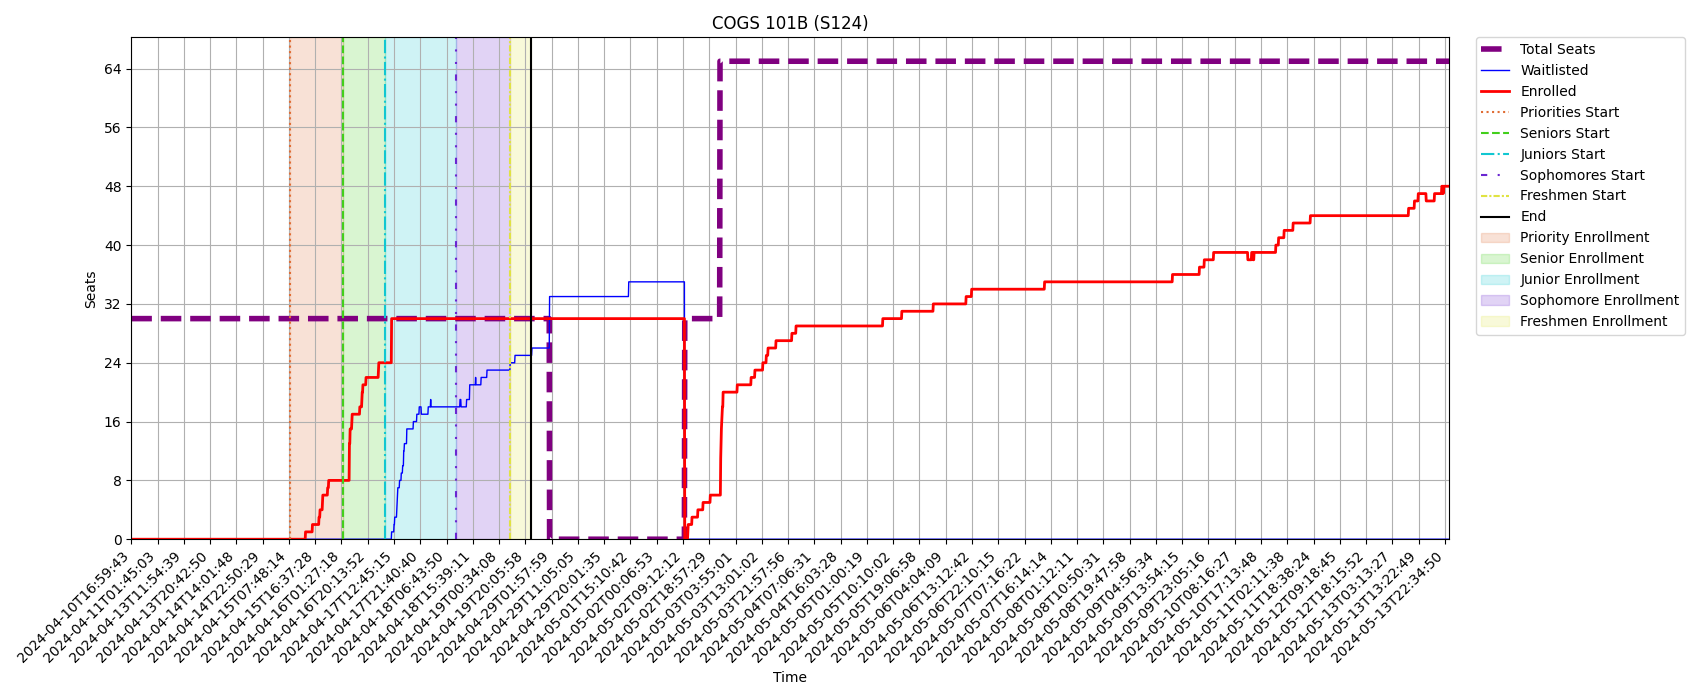 COGS 101B (S124)
64
56
48
40
32
24
16
8
0
Seats
2024-04-10T16:59:43
2024-04-11T01:45:03
2024-04-13T11:54:39
2024-04-13T20:42:50
2024-04-14T14:01:48
2024-04-14T22:50:29
2024-04-15T07:48:14
2024-04-15T16:37:28
2024-04-16T01:27:18
2024-04-16T20:13:52
2024-04-17T12:45:15
2024-04-17T21:40:40
2024-04-18T06:43:50
2024-04-18T15:39:11
2024-04-19T00:34:08
2024-04-19T20:05:58
2024-04-29T01:57:59
2024-04-29T11:05:05
2024-04-29T20:01:35
2024-05-01T15:10:42
2024-05-02T00:06:53
2024-05-02T09:12:12
2024-05-02T18:57:29
2024-05-03T03:55:01
2024-05-03T13:01:02
2024-05-03T21:57:56
2024-05-04T07:06:31
2024-05-04T16:03:28
2024-05-05T01:00:19
2024-05-05T10:10:02
2024-05-05T19:06:58
2024-05-06T04:04:09
2024-05-06T13:12:42
2024-05-06T22:10:15
2024-05-07T07:16:22
2024-05-07T16:14:14
2024-05-08T01:12:11
2024-05-08T10:50:31
2024-05-08T19:47:58
2024-05-09T04:56:34
2024-05-09T13:54:15
2024-05-09T23:05:16
2024-05-10T08:16:27
2024-05-10T17:13:48
2024-05-11T02:11:38
2024-05-11T18:38:24
2024-05-12T09:18:45
2024-05-12T18:15:52
2024-05-13T03:13:27
2024-05-13T13:22:49
2024-05-13T22:34:50
Time
Total Seats
Waitlisted
Enrolled
Priorities Start
Seniors Start
Juniors Start
Sophomores Start
Freshmen Start
End
Priority Enrollment
Senior Enrollment
Junior Enrollment
Sophomore Enrollment
Freshmen Enrollment